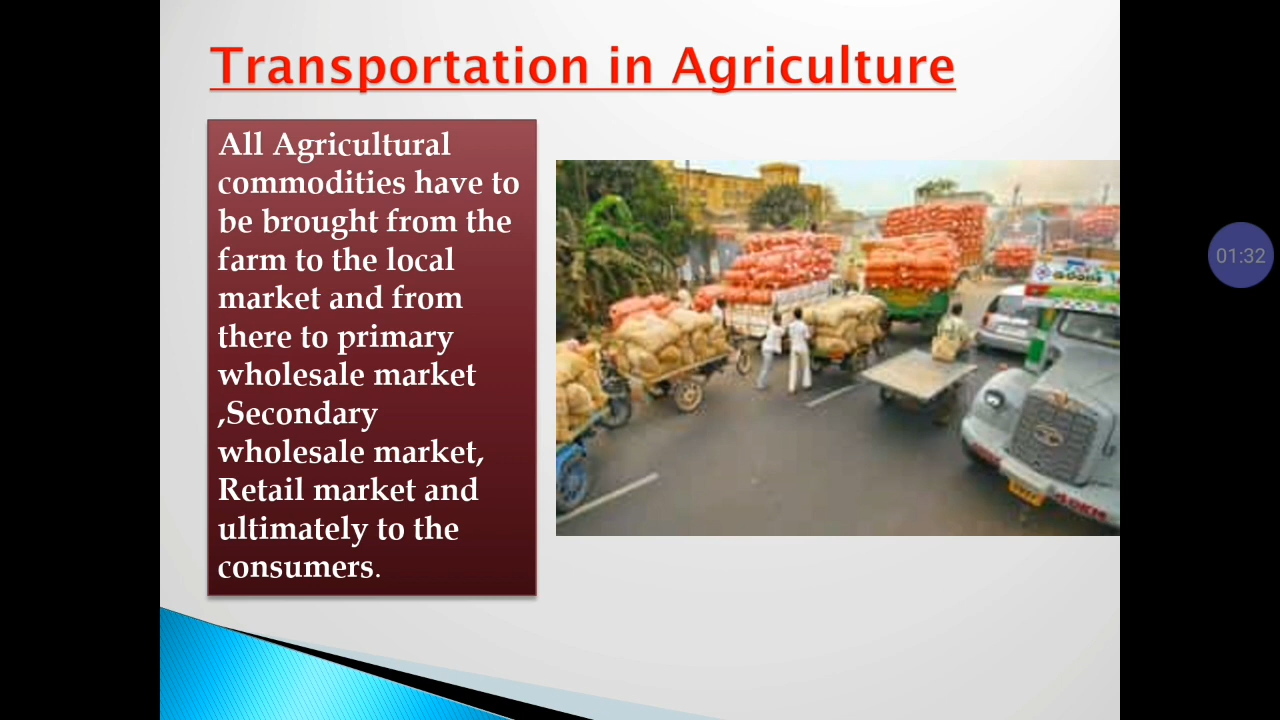 Transportation in Agriculture
All Agricultural
commodities have to
be brought from the
farm to the local
market and from
there to primary
wholesale market
,Secondary
wholesale market,
Retail market and
ultimately to the
consumers.
01:32